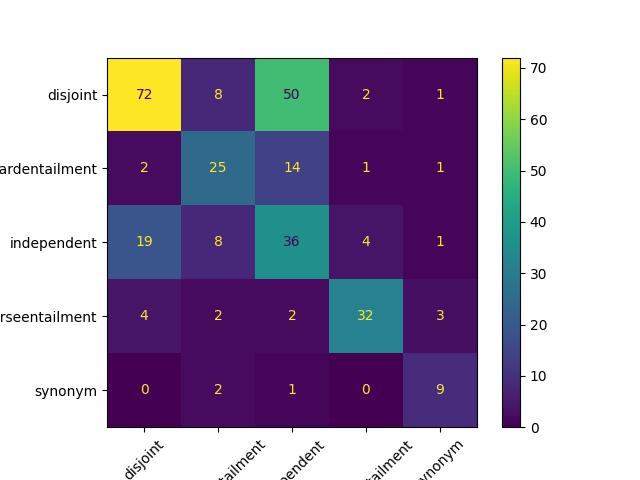 disjoint 72 8 50 2 1
ardentailment 2 25 14 1 1
independent 19 8 36 4 1
rseentailment 4 2 2 32 3
synonym 0 2 1 0 9
disjoint tailment pendent tailment ynonym
70
60
50
40
30
20
10
0